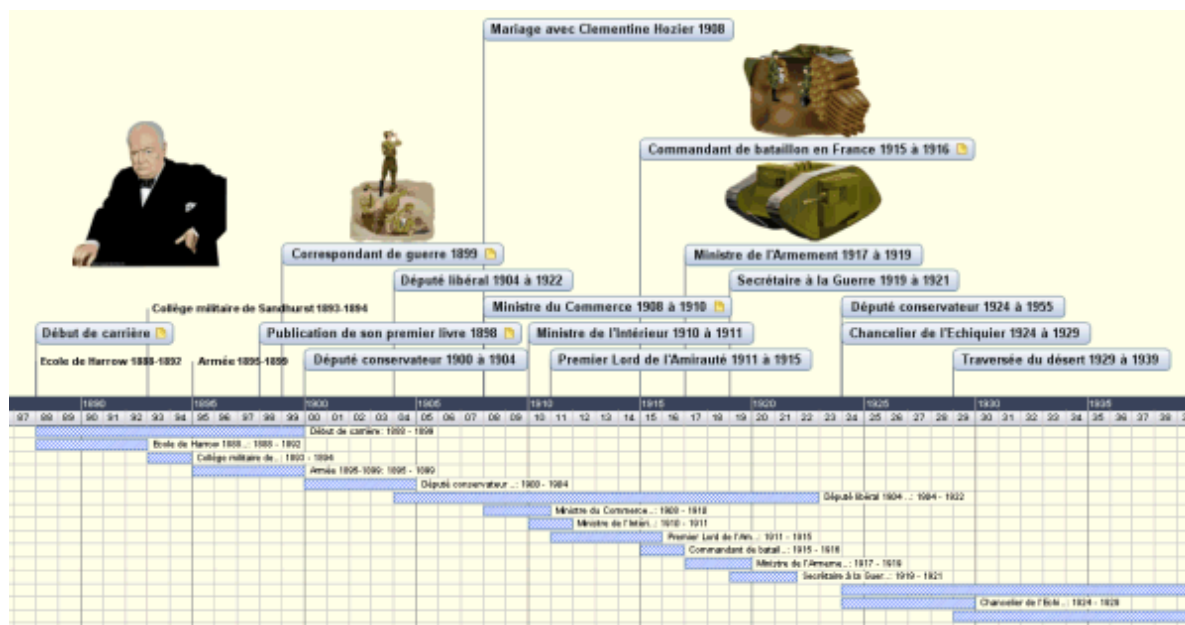 Mariage avec Clementine Hozier 1908
Commandant de bataillon en France 1915 à 1916
Correspondant de guerre 1899
Ministre de l'Armement 1917 à 1919
Député libéral 1904 à 1922
Secrétaire à la Guerre 1919 à 1921
Collège militaire de Sandhurst 1893-1894
Ministre du Commerce 1908 à 1910
Député conservateur 1924 à 1955
Début de carrière
Publication de son premier livre 1898
Ministre de l'Intérieur 1910 à 1911
Chancelier de l'Echiquier 1924 à 1929
Ecole de Harrow 1888-1892
Armée 1895-1899
Député conservateur 1900 à 1904
Premier Lord de l'Amirauté 1911 à 1915
Traversée du désert 1929 à 1939
1890 1895 1900 1905 1910 1915 1920 1925 1930 1935
87 88 89 90 91 92 93 94 95 96 97 98 99 00 01 02 03 04 05 06 07 08 09 10 11 12 13 14 15 16 17 18 19 20 21 22 23 24 25 26 27 28 29 30 31 32 33 34 35 36 37 38
Début de carrière: 1888 - 1899
Ecole de Harrow 1888...: 1888 - 1892
Collège militaire de...: 1893 - 1894
Armée 1895-1899: 1895 - 1899
Député conservateur ...: 1900 - 1904
Député libéral 1904 ...: 1904 - 1922
Ministre du Commerce...: 1908 - 1910
Ministre de l'Intéri...: 1910 - 1911
Premier Lord de l'Am...: 1911 - 1915
Commandant de batail...: 1915 - 1916
Ministre de l'Armeme...: 1917 - 1919
Secrétaire à la Guer...: 1919 - 1921
Chancelier de l'Echi...: 1924 - 1929